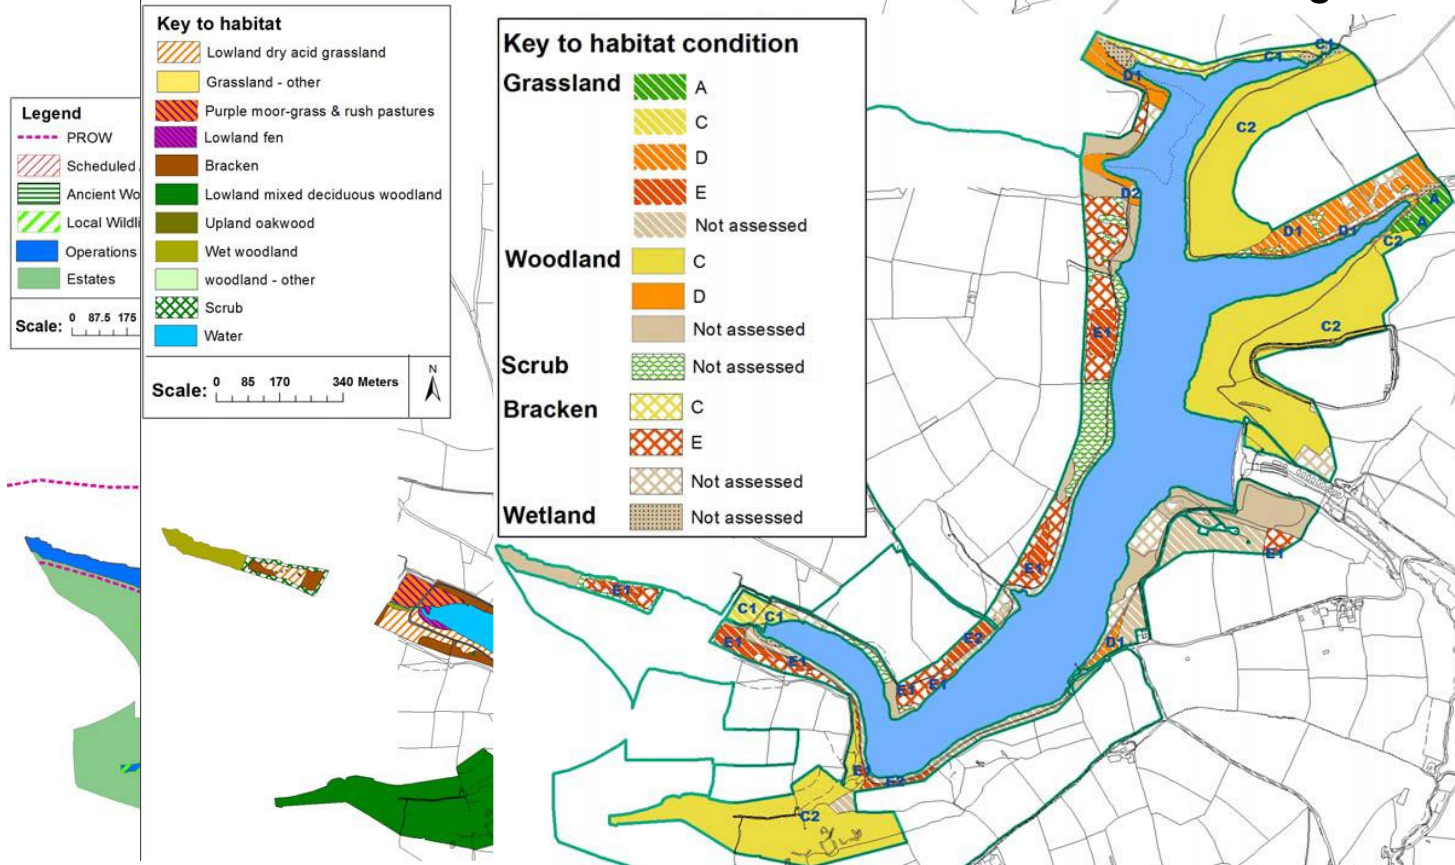 Legend
PROW
Scheduled
Ancient Wo
Local Wildli
Operations
Estates
Scale: 0 87.5 175
Key to habitat
Lowland dry acid grassland
Grassland - other
Purple moor-grass & rush pastures
Lowland fen
Bracken
Lowland mixed deciduous woodland
Upland oakwood
Wet woodland
woodland - other
Scrub
Water
Scale: 0 85 170 340 Meters
N
Key to habitat condition
Grassland
A
C
D
E
Not assessed
Woodland
C
D
Not assessed
Scrub
Not assessed
Bracken
C
E
Not assessed
Wetland
Not assessed
C1
C1
D1
C2
D2
A
A
D1
D1
C2
E1
C2
E1
E1
E1
C1
C1
E1
E1
E2
D1
E1
E1
E1
E2
C2